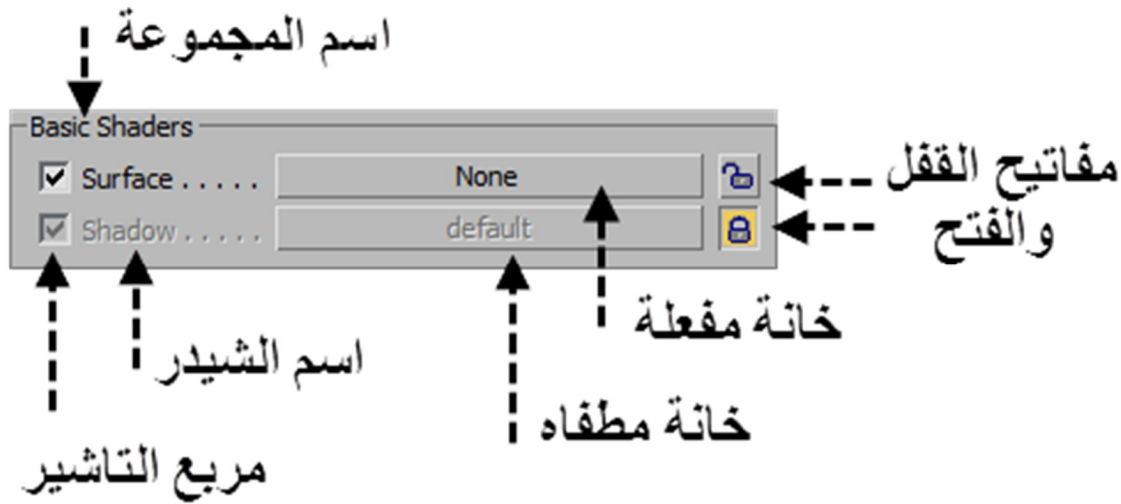 اسم المجموعة
Basic Shaders
Surface . . . . . None
Shadow . . . . . default
مفاتيح القفل
والفتح
خانة مفعلة
اسم الشيدر
خانة مطفاه
مربع التاشير